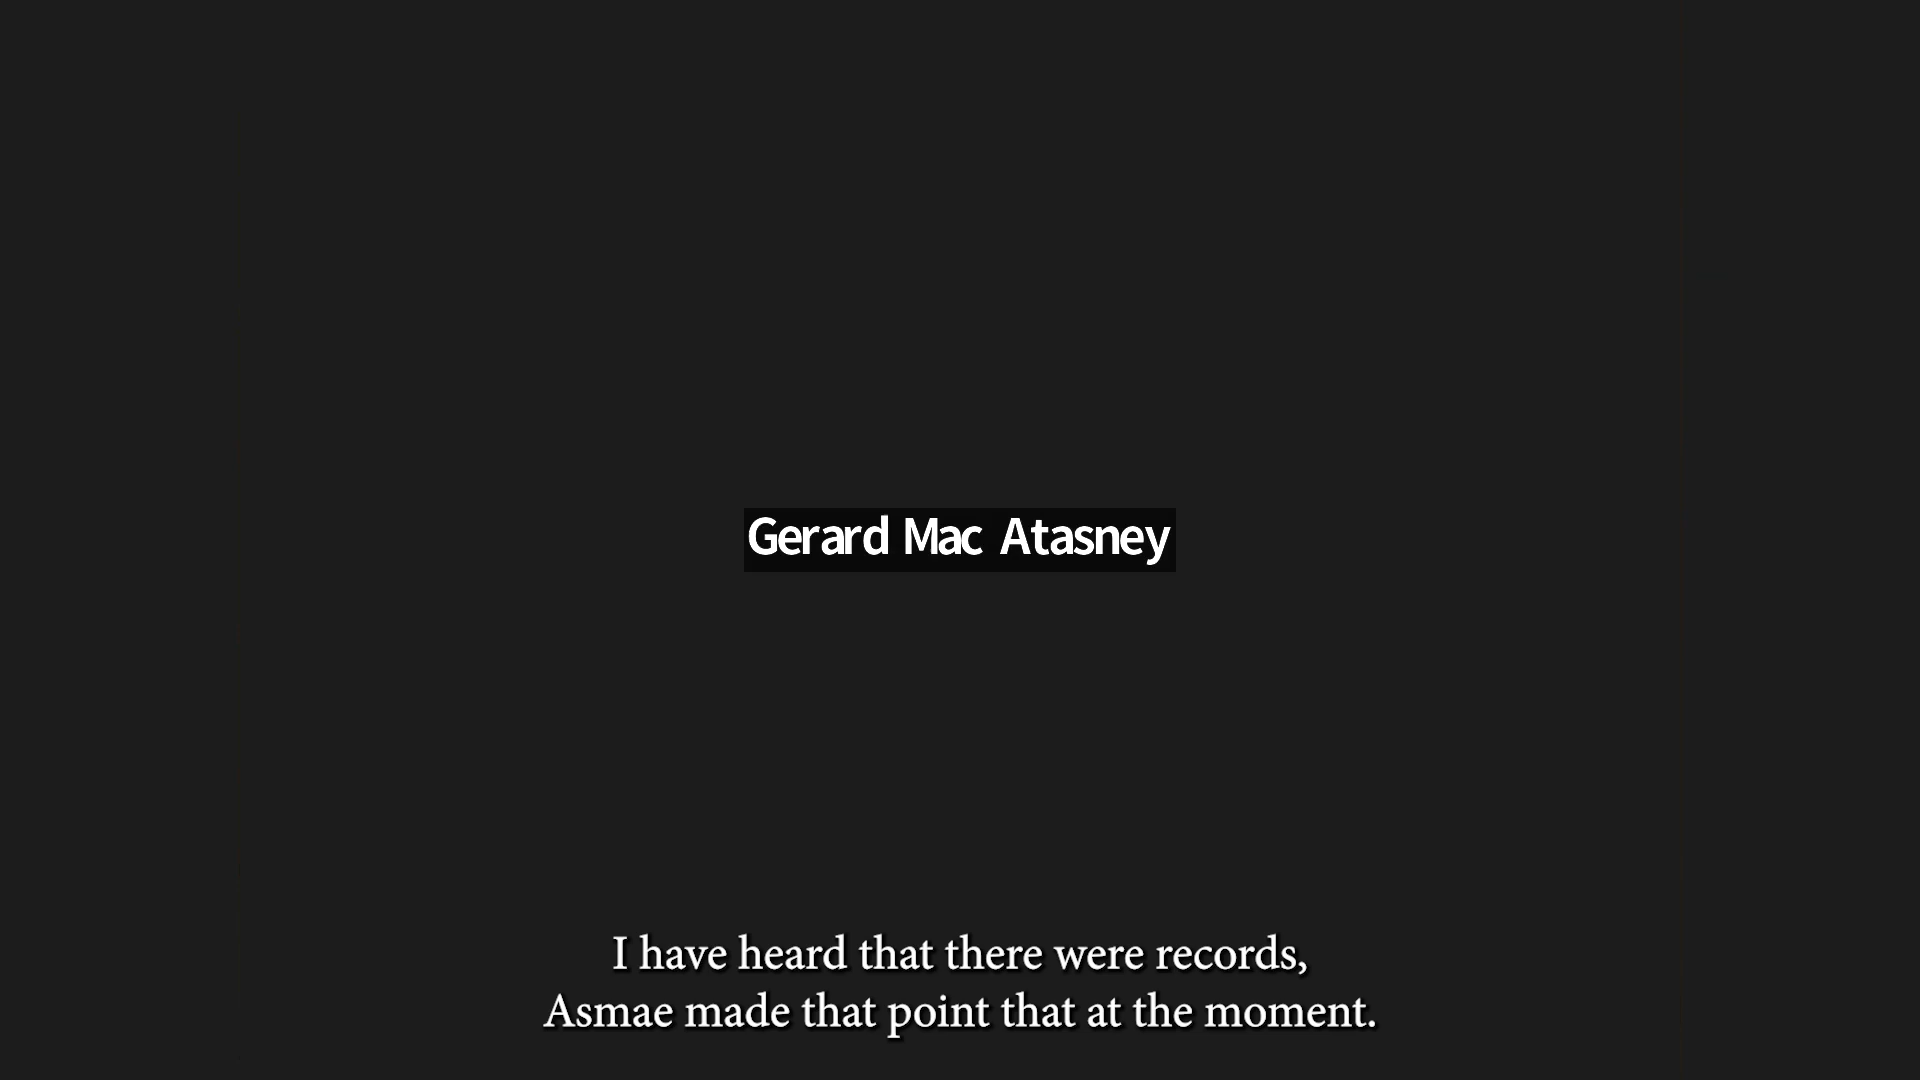 Gerard Mac Atasney
I have heard that there were records,
Asmae made that point that at the moment.